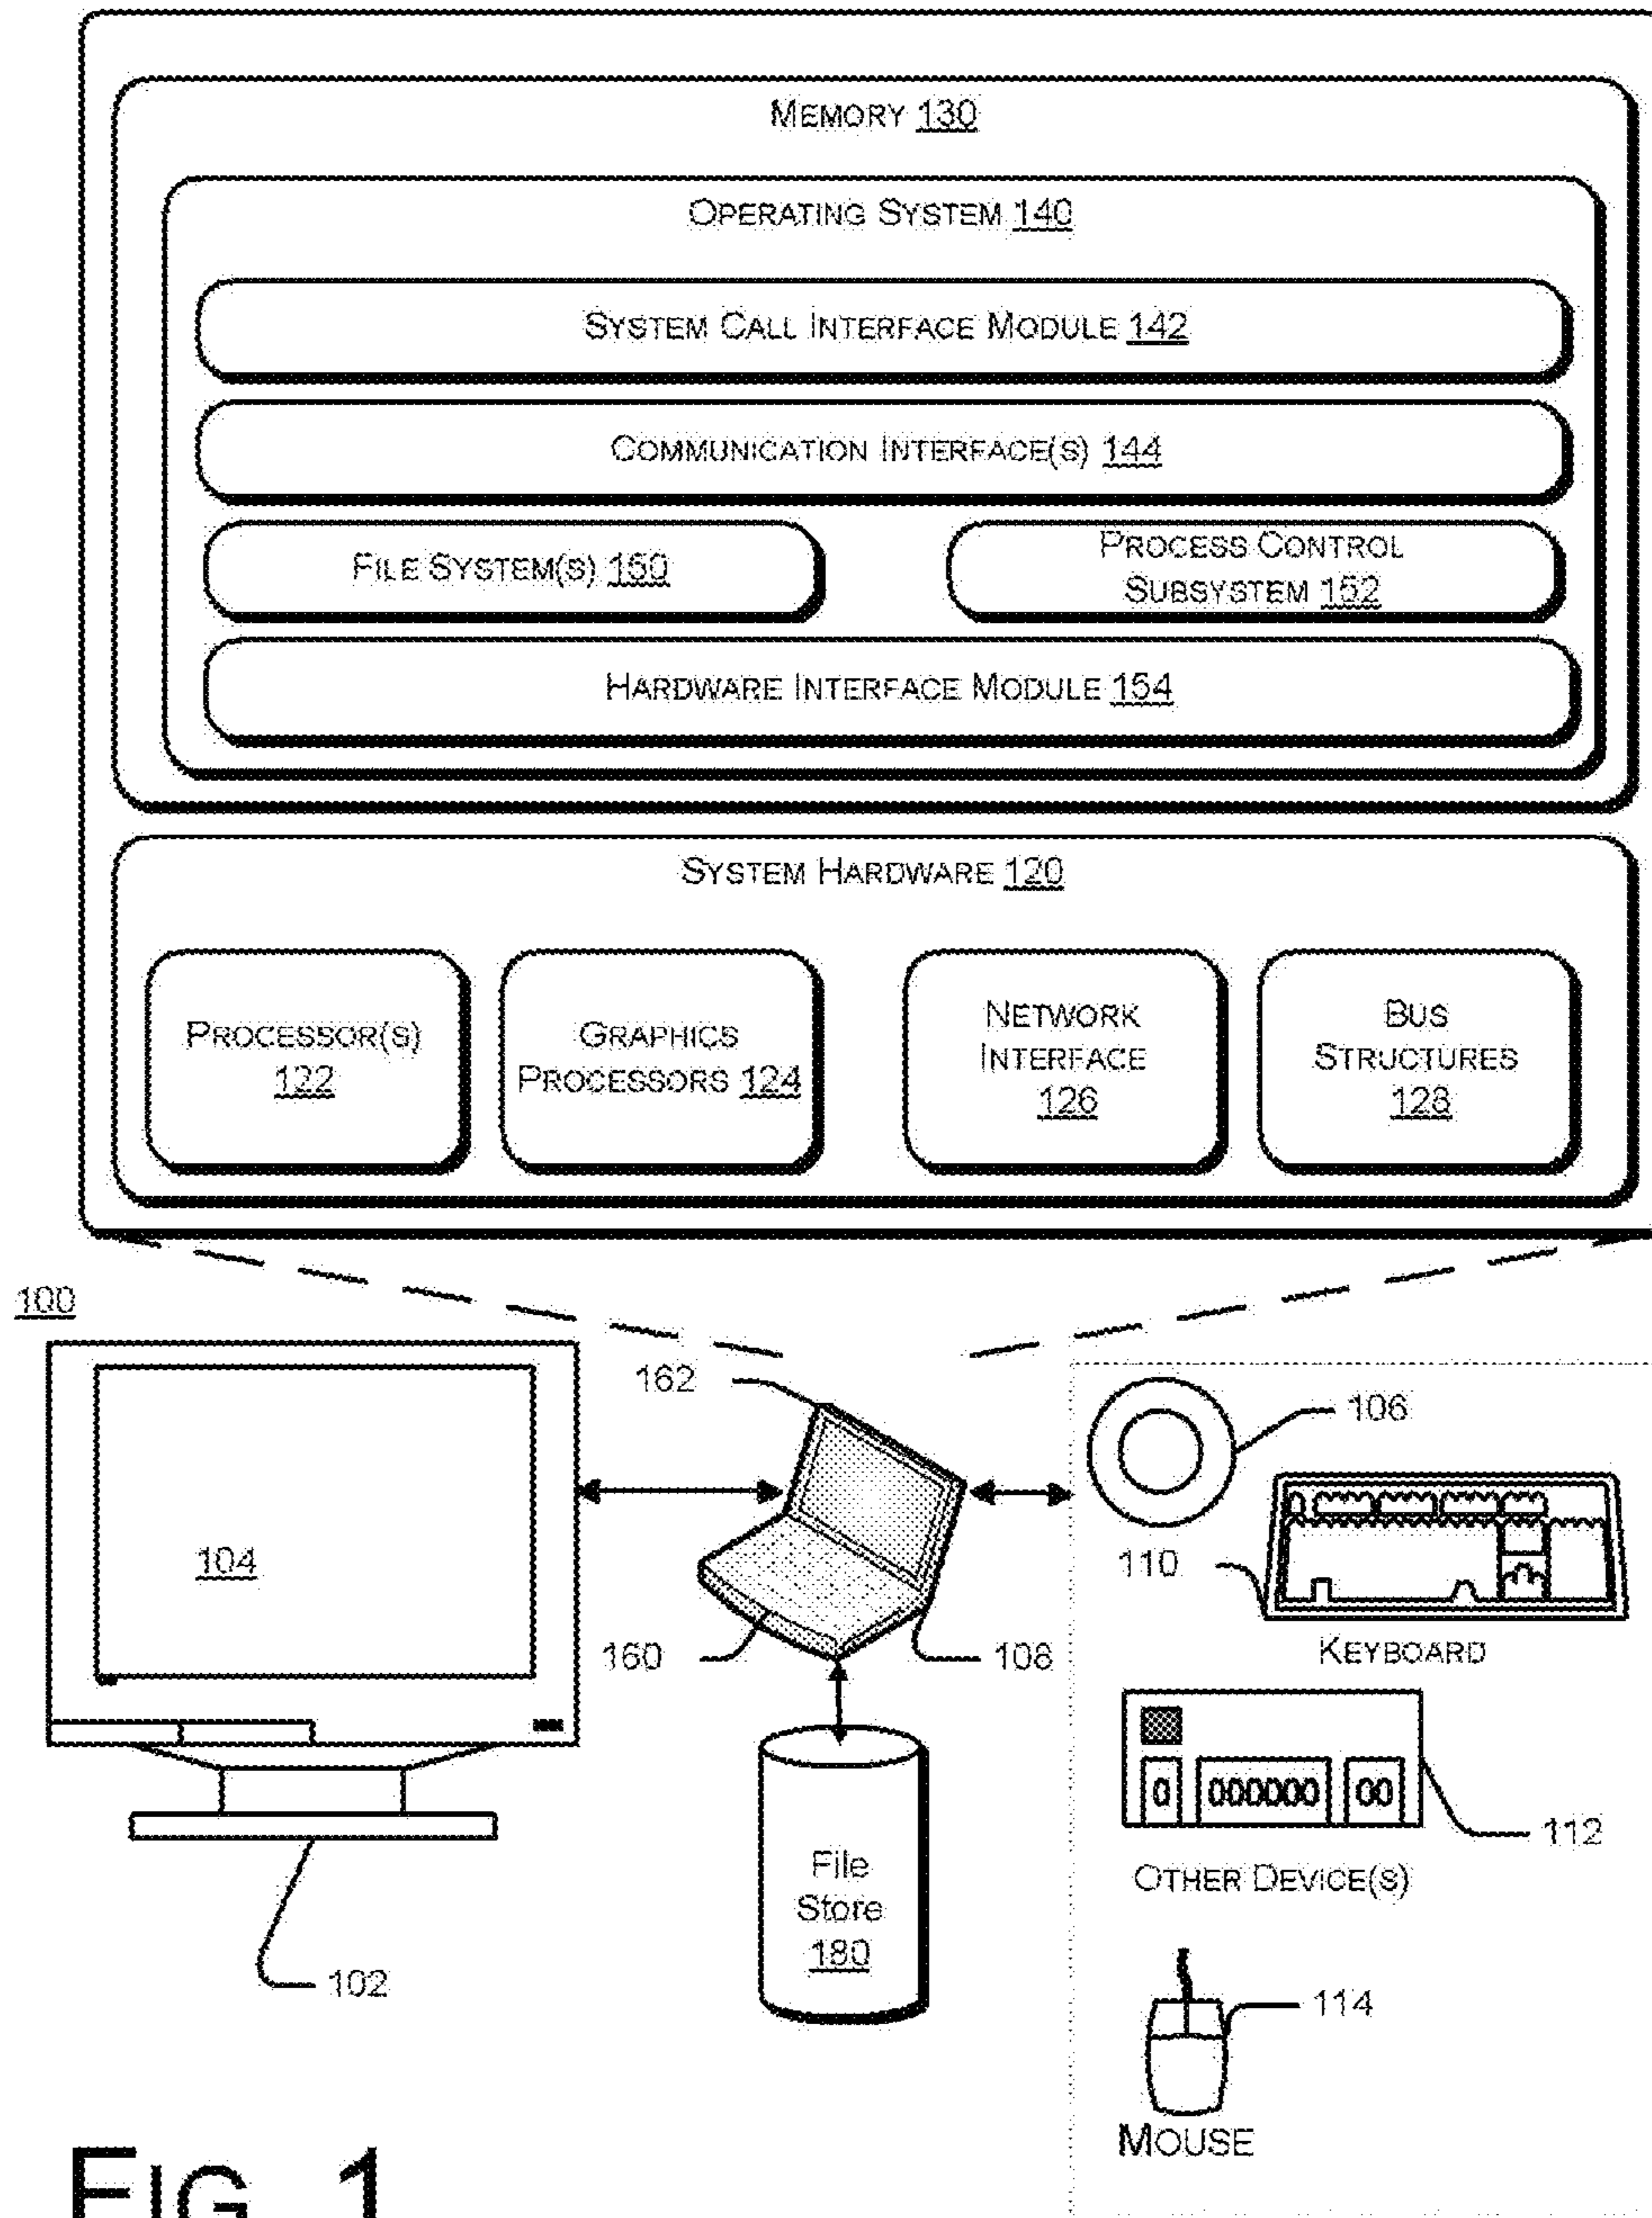 MEMORY 130
OPERATING SYSTEM 140
SYSTEM CALL INTERFACE MODULE 142
COMMUNICATION INTERFACE(S) 144
FILE SYSTEM(S) 150
PROCESS CONTROL
SUBSYSTEM 152
HARDWARE INTERFACE MODULE 154
SYSTEM HARDWARE 120
PROCESSOR(S)
122
GRAPHICS
PROCESSORS 124
NETWORK
INTERFACE
126
BUS
STRUCTURES
128
100
162
106
104
110
160
108
KEYBOARD
112
OTHER DEVICE(S)
File
Store
180
102
114
MOUSE
FIG. 1